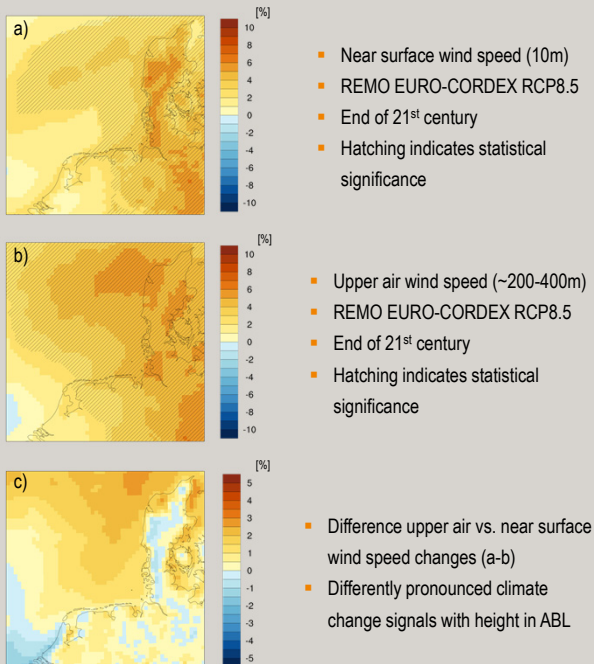 a)
[%]
10
8
6
4
2
0
-2
-4
-6
-8
-10
▪ Near surface wind speed (10m)
▪ REMO EURO-CORDEX RCP8.5
▪ End of 21st century
▪ Hatching indicates statistical
significance
b)
[%]
10
8
6
4
2
0
-2
-4
-6
-8
-10
▪ Upper air wind speed (~200-400m)
▪ REMO EURO-CORDEX RCP8.5
▪ End of 21st century
▪ Hatching indicates statistical
significance
c)
[%]
5
4
3
2
1
0
-1
-2
-3
-4
-5
▪ Difference upper air vs. near surface
wind speed changes (a-b)
▪ Differently pronounced climate
change signals with height in ABL